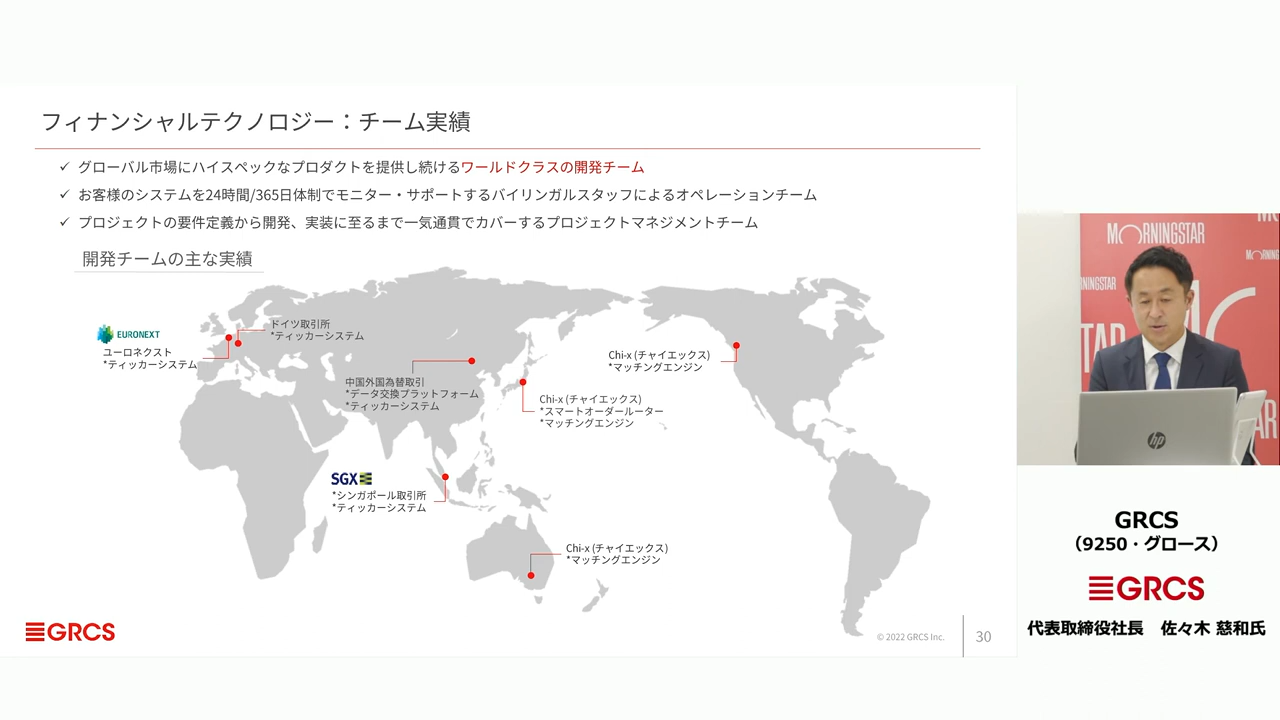 フィナンシャルテクノロジー：チーム実績
✓ グローバル市場にハイスペックなプロダクトを提供し続けるワールドクラスの開発チーム
✓ お客様のシステムを24時間/365日体制でモニター・サポートするバイリンガルスタッフによるオペレーションチーム
✓ プロジェクトの要件定義から開発、実装に至るまで一気通貫でカバーするプロジェクトマネジメントチーム
開発チームの主な実績
EURONEXT
ユーロネクスト
*ティッカーシステム
ドイツ取引所
*ティッカーシステム
中国外国為替取引
*データ交換プラットフォーム
*ティッカーシステム
Chi-x (チャイエックス)
*スマートオーダールーター
*マッチングエンジン
Chi-x (チャイエックス)
*マッチングエンジン
SGX
*シンガポール取引所
*ティッカーシステム
Chi-x (チャイエックス)
*マッチングエンジン
GRCS
© 2022 GRCS Inc.
30
MORNINGSTAR
MORNING
NINGSTAR
TAR
AR
hp
GRCS
（9250・グロース）
GRCS
代表取締役社長 佐々木 慈和氏